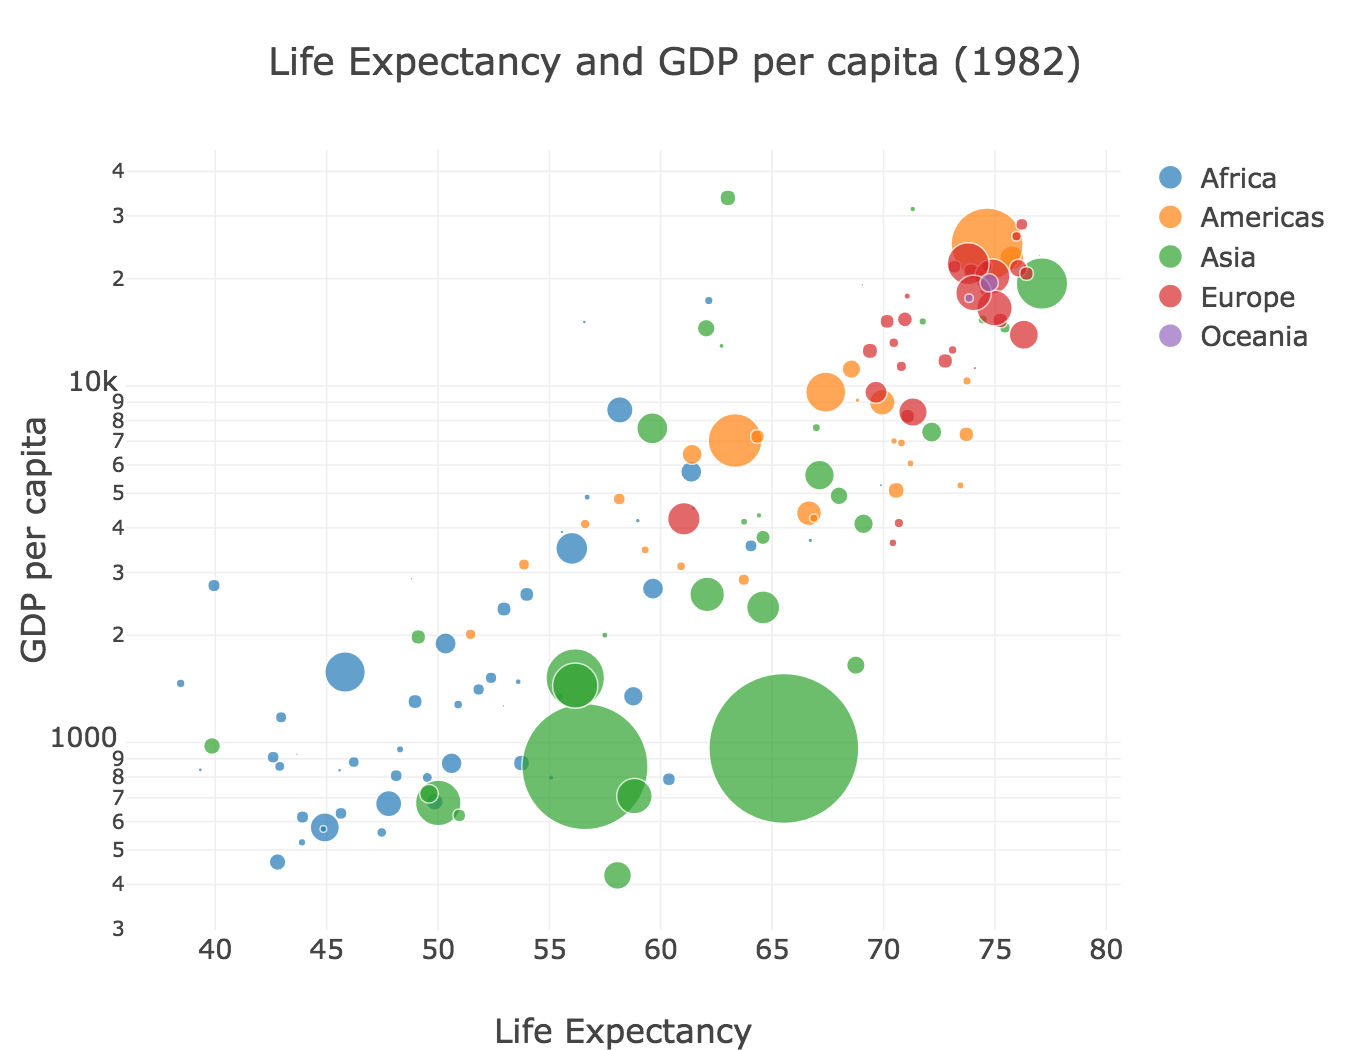 Life Expectancy and GDP per capita (1982)
4
3
2
10k
9
8
7
6
5
4
3
2
1000
9
8
7
6
5
4
3
GDP per capita
40 45 50 55 60 65 70 75 80
Life Expectancy
Africa
Americas
Asia
Europe
Oceania